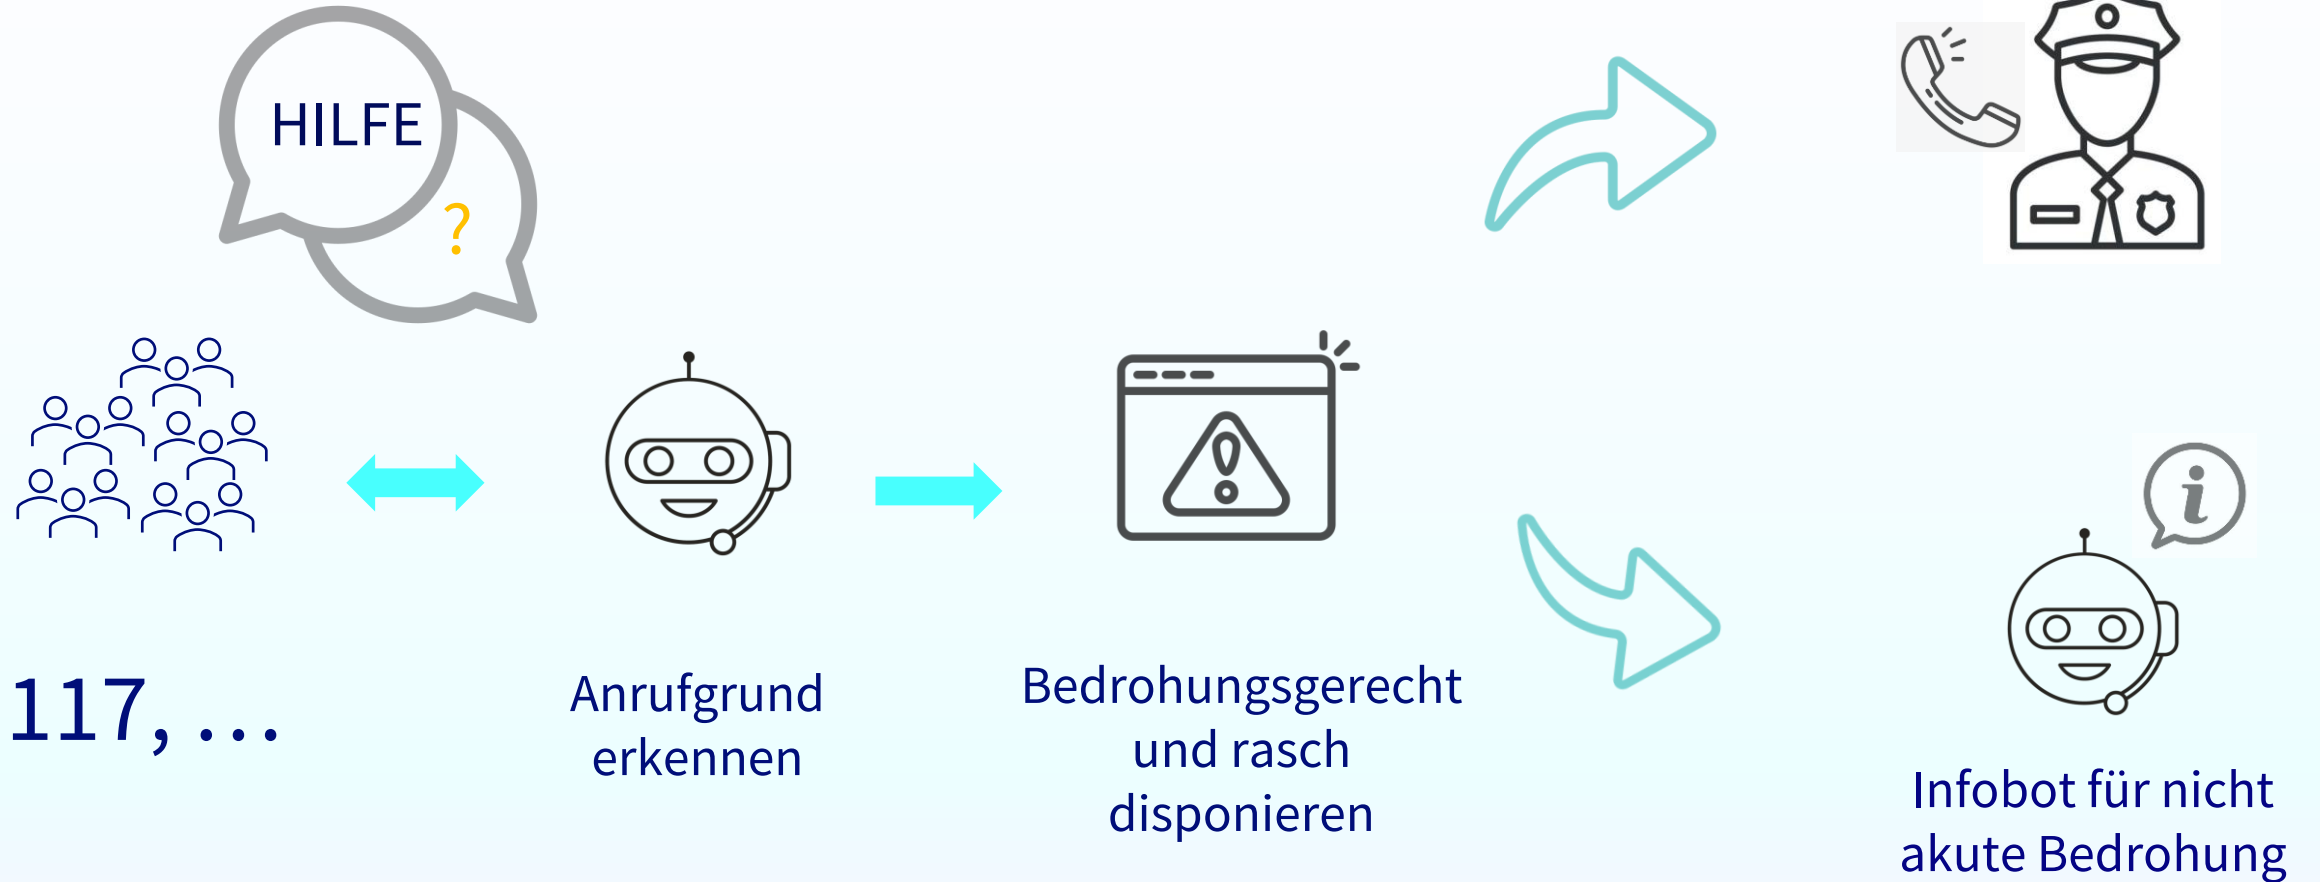 HILFE
?
117, ...
Anrufgrund
erkennen
Bedrohungsgerecht
und rasch
disponieren
i
Infobot für nicht
akute Bedrohung